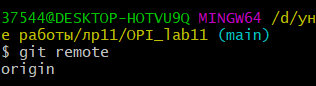 37544@DESKTOP-HOTVU9Q MINGW64 /d/ун
е работы/лр11/OPI_lab11 (main)
$ git remote
origin